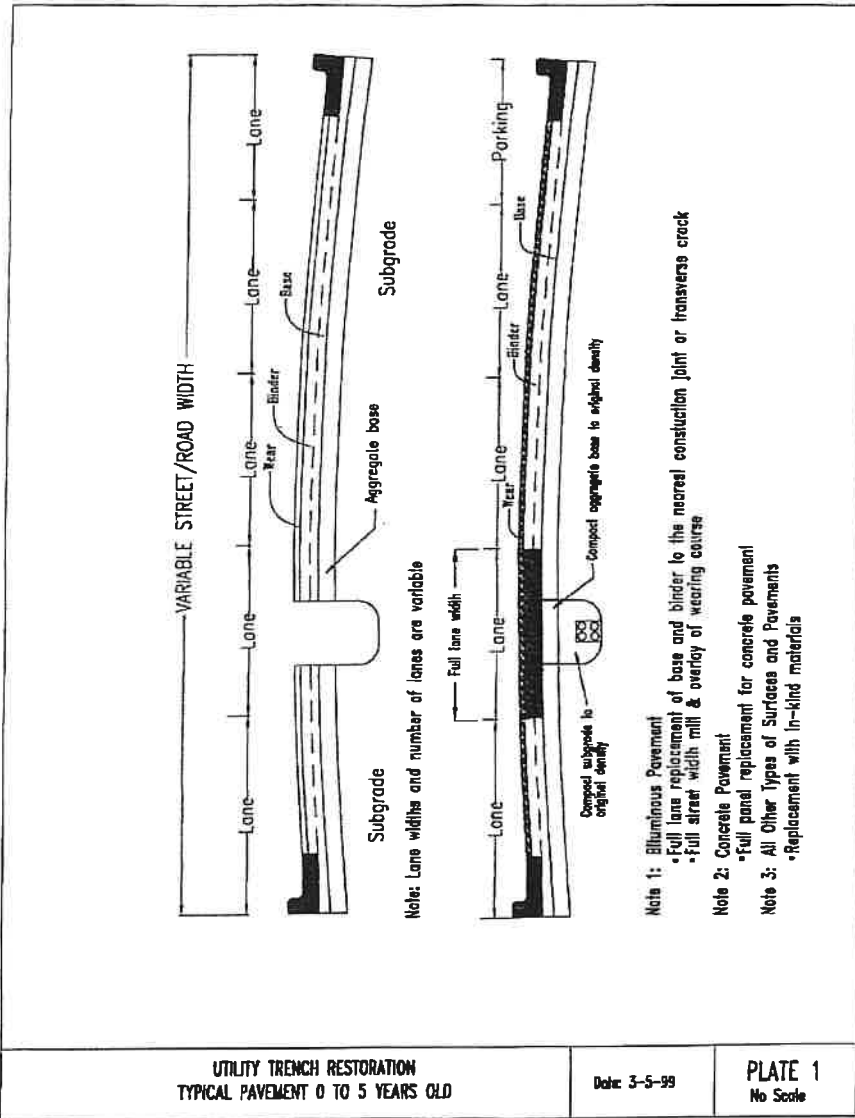 VARIABLE STREET/ROAD WIDTH
Lane
Lane
Lane
Lane
Lane
Wear
Binder
Base
Subgrade
Aggregate base
Subgrade
Note: Lane widths and number of lanes are variable
Full lane width
Lane
Lane
Lane
Lane
Parking
Wear
Binder
Base
Compact subgrade to
original density
Compact aggregate base to original density
Note 1: Bituminous Pavement
•Full lane replacement of base and binder to the nearest constuction joint or transverse crack
•Full street width mill & overlay of wearing course
Note 2: Concrete Pavement
•Full panel replacement for concrete pavement
Note 3: All Other Types of Surfaces and Pavements
•Replacement with in-kind materials
UTILITY TRENCH RESTORATION
TYPICAL PAVEMENT 0 TO 5 YEARS OLD
Date: 3-5-99
PLATE 1
No Scale